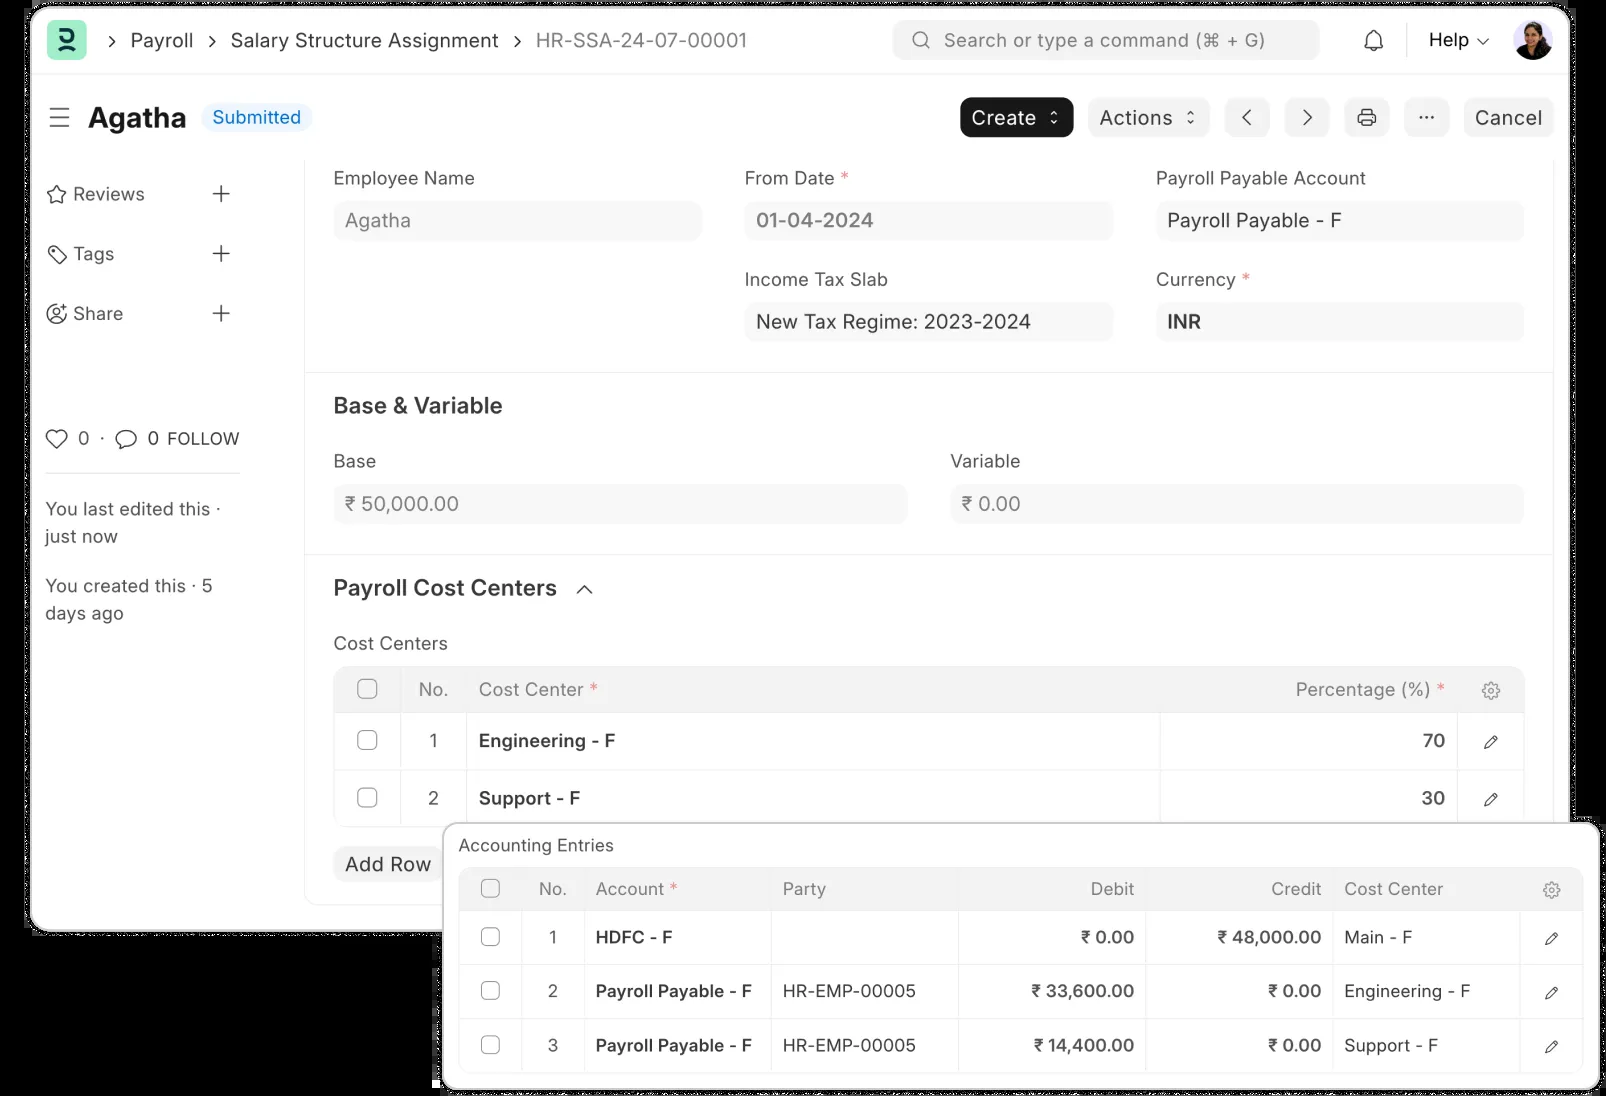 Payroll > Salary Structure Assignment > HR-SSA-24-07-00001
Search or type a command (⌘ + G)
Help
Agatha
Submitted
Create
Actions
···
Cancel
Reviews
Tags
Share
0 · 0 FOLLOW
You last edited this ·
just now
You created this · 5
days ago
Employee Name
Agatha
From Date *
01-04-2024
Payroll Payable Account
Payroll Payable - F
Income Tax Slab
New Tax Regime: 2023-2024
Currency *
INR
Base & Variable
Base
₹ 50,000.00
Variable
₹ 0.00
Payroll Cost Centers
Cost Centers
No. Cost Center * Percentage (%) *
1 Engineering - F 70
2 Support - F 30
Add Row
Accounting Entries
No. Account * Party Debit Credit Cost Center
1 HDFC - F ₹ 0.00 ₹ 48,000.00 Main - F
2 Payroll Payable - F HR-EMP-00005 ₹ 33,600.00 ₹ 0.00 Engineering - F
3 Payroll Payable - F HR-EMP-00005 ₹ 14,400.00 ₹ 0.00 Support - F